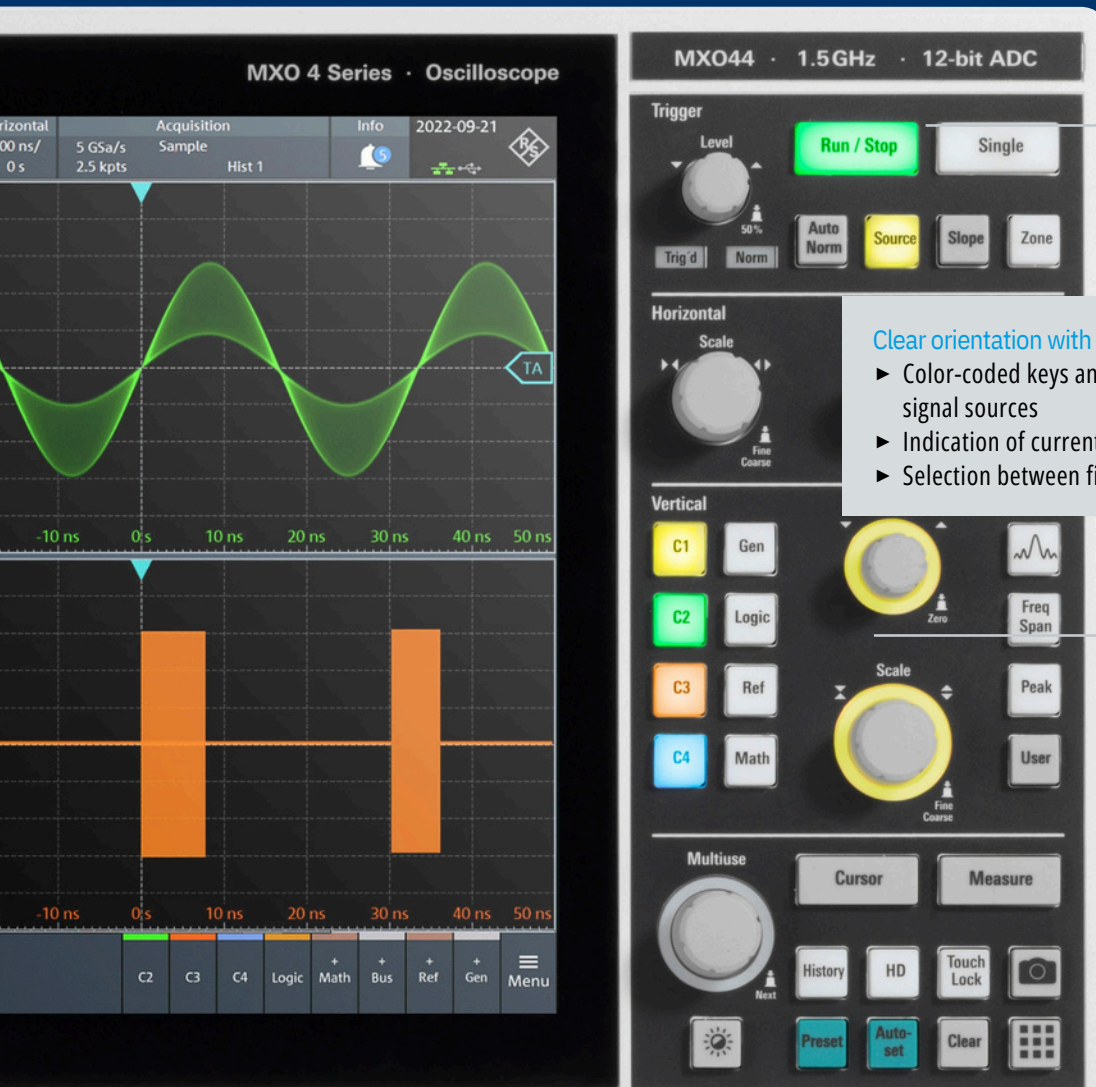 MXO 4 Series · Oscilloscope
rizontal
00 ns/
0 s
Acquisition
5 GSa/s
Sample
2.5 kpts
Hist 1
Info
5
2022-09-21
R S
TA
-10 ns
0 s
10 ns
20 ns
30 ns
40 ns
50 ns
-10 ns
0 s
10 ns
20 ns
30 ns
40 ns
50 ns
C2
C3
C4
Logic
+
Math
+
Bus
+
Ref
+
Gen
Menu
MXO44 · 1.5GHz · 12-bit ADC
Trigger
Level
50%
Run / Stop
Single
Trig'd
Norm
Auto
Norm
Source
Slope
Zone
Horizontal
Scale
Fine
Coarse
Clear orientation with
► Color-coded keys an
signal sources
► Indication of current
► Selection between fi
Vertical
C1
Gen
C2
Logic
C3
Ref
C4
Math
Zero
Scale
Fine
Coarse
Freq
Span
Peak
User
Multiuse
Next
Cursor
Measure
History
HD
Touch
Lock
Preset
Auto-
set
Clear